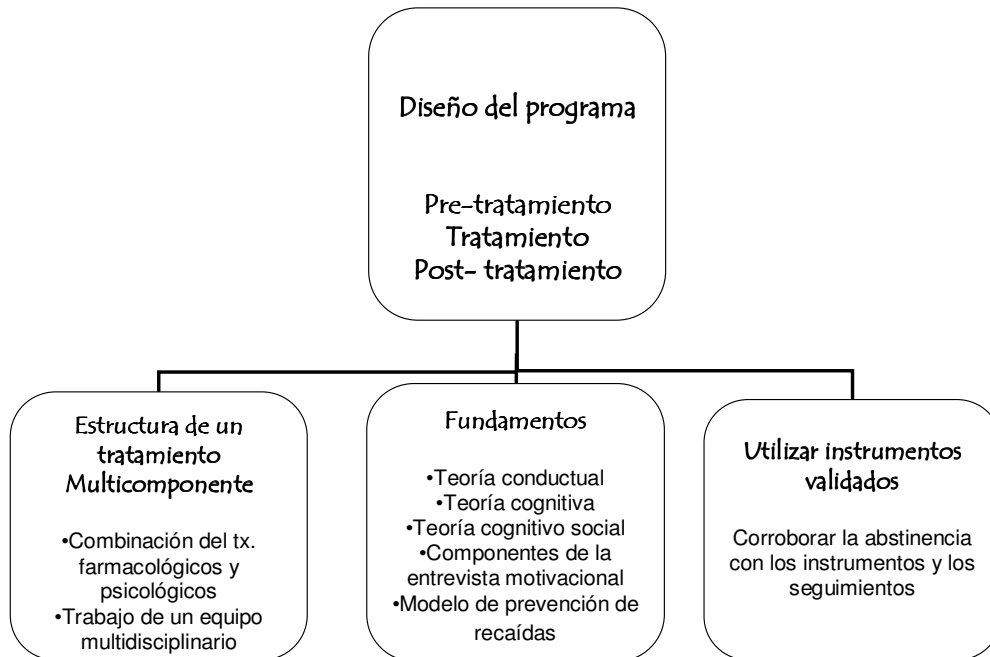 Diseño del programa
Pre-tratamiento
Tratamiento
Post- tratamiento
Estructura de un
tratamiento
Multicomponente
•Combinación del tx.
farmacológicos y
psicológicos
•Trabajo de un equipo
multidisciplinario
Fundamentos
•Teoría conductual
•Teoría cognitiva
•Teoría cognitivo social
•Componentes de la
entrevista motivacional
•Modelo de prevención de
recaídas
Utilizar instrumentos
validados
Corroborar la abstinencia
con los instrumentos y los
seguimientos